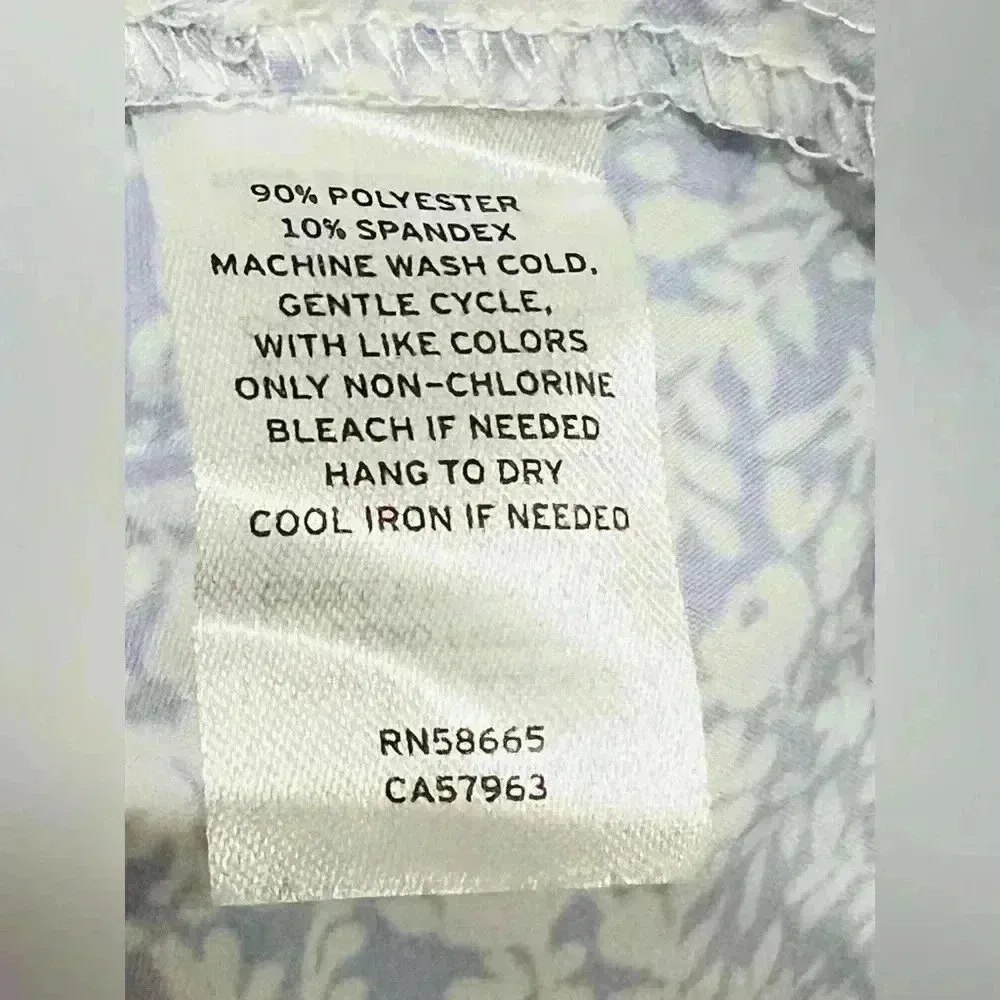 90% POLYESTER
10% SPANDEX
MACHINE WASH COLD,
GENTLE CYCLE,
WITH LIKE COLORS
ONLY NON-CHLORINE
BLEACH IF NEEDED
HANG TO DRY
COOL IRON IF NEEDED
RN58665
CA57963